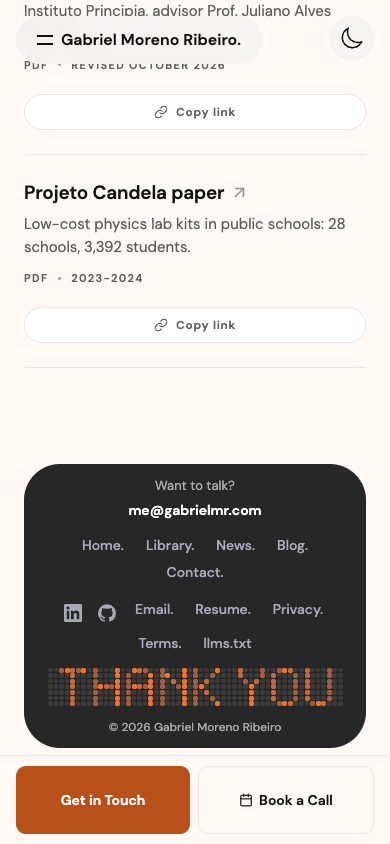 Instituto Principia, advisor Prof. Juliano Alves
Gabriel Moreno Ribeiro.
PDF • REVISED OCTOBER 2026
Copy link
Projeto Candela paper
Low-cost physics lab kits in public schools: 28
schools, 3,392 students.
PDF • 2023–2024
Copy link
Want to talk?
me@gabrielmr.com
Home. Library. News. Blog.
Contact.
Email. Resume. Privacy.
Terms. llms.txt
THANK YOU
© 2026 Gabriel Moreno Ribeiro
Get in Touch Book a Call